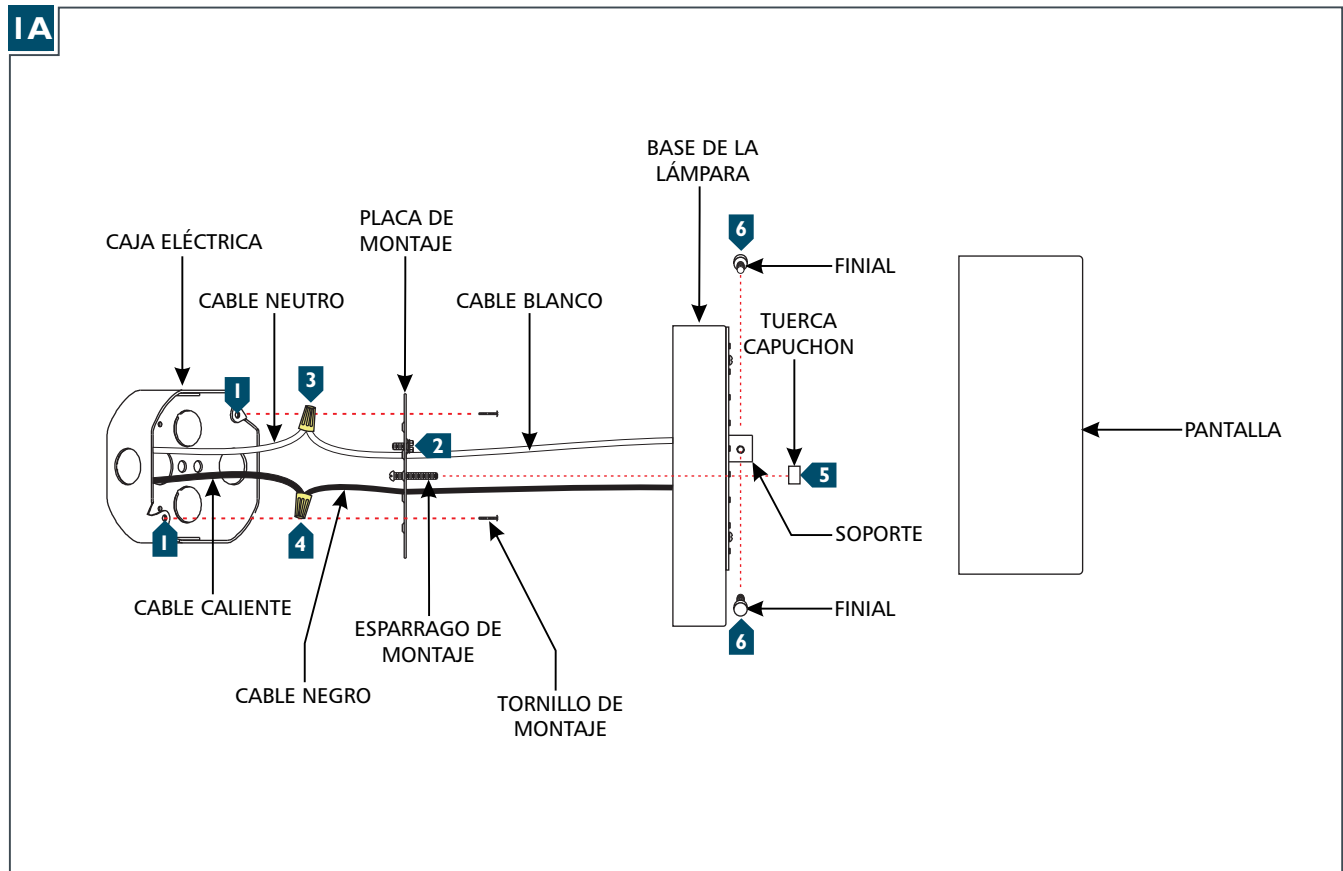 1A
BASE DE LA
LÁMPARA
PLACA DE
MONTAJE
6
CAJA ELÉCTRICA
FINIAL
CABLE NEUTRO
CABLE BLANCO
TUERCA
CAPUCHON
3
1
2
PANTALLA
5
1
4
SOPORTE
CABLE CALIENTE
FINIAL
ESPARRAGO DE
MONTAJE
6
CABLE NEGRO
TORNILLO DE
MONTAJE